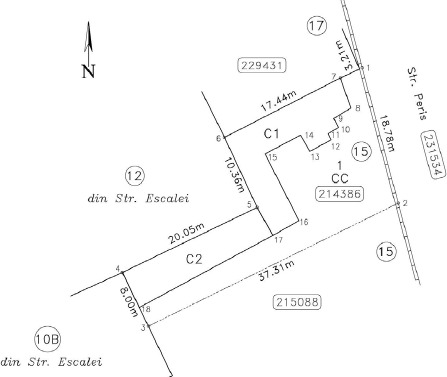 17
1
3.21m
229431
7
N
17.44m
Str. Peris
8
9
10
18.78m
C1
14
11
12
231534
6
13
15
15
1
12
10.36m
CC
214386
din Str. Escalei
5
2
20.05m
16
17
C2
15
4
37.31m
8.00m
215088
18
3
10B
din Str. Escalei